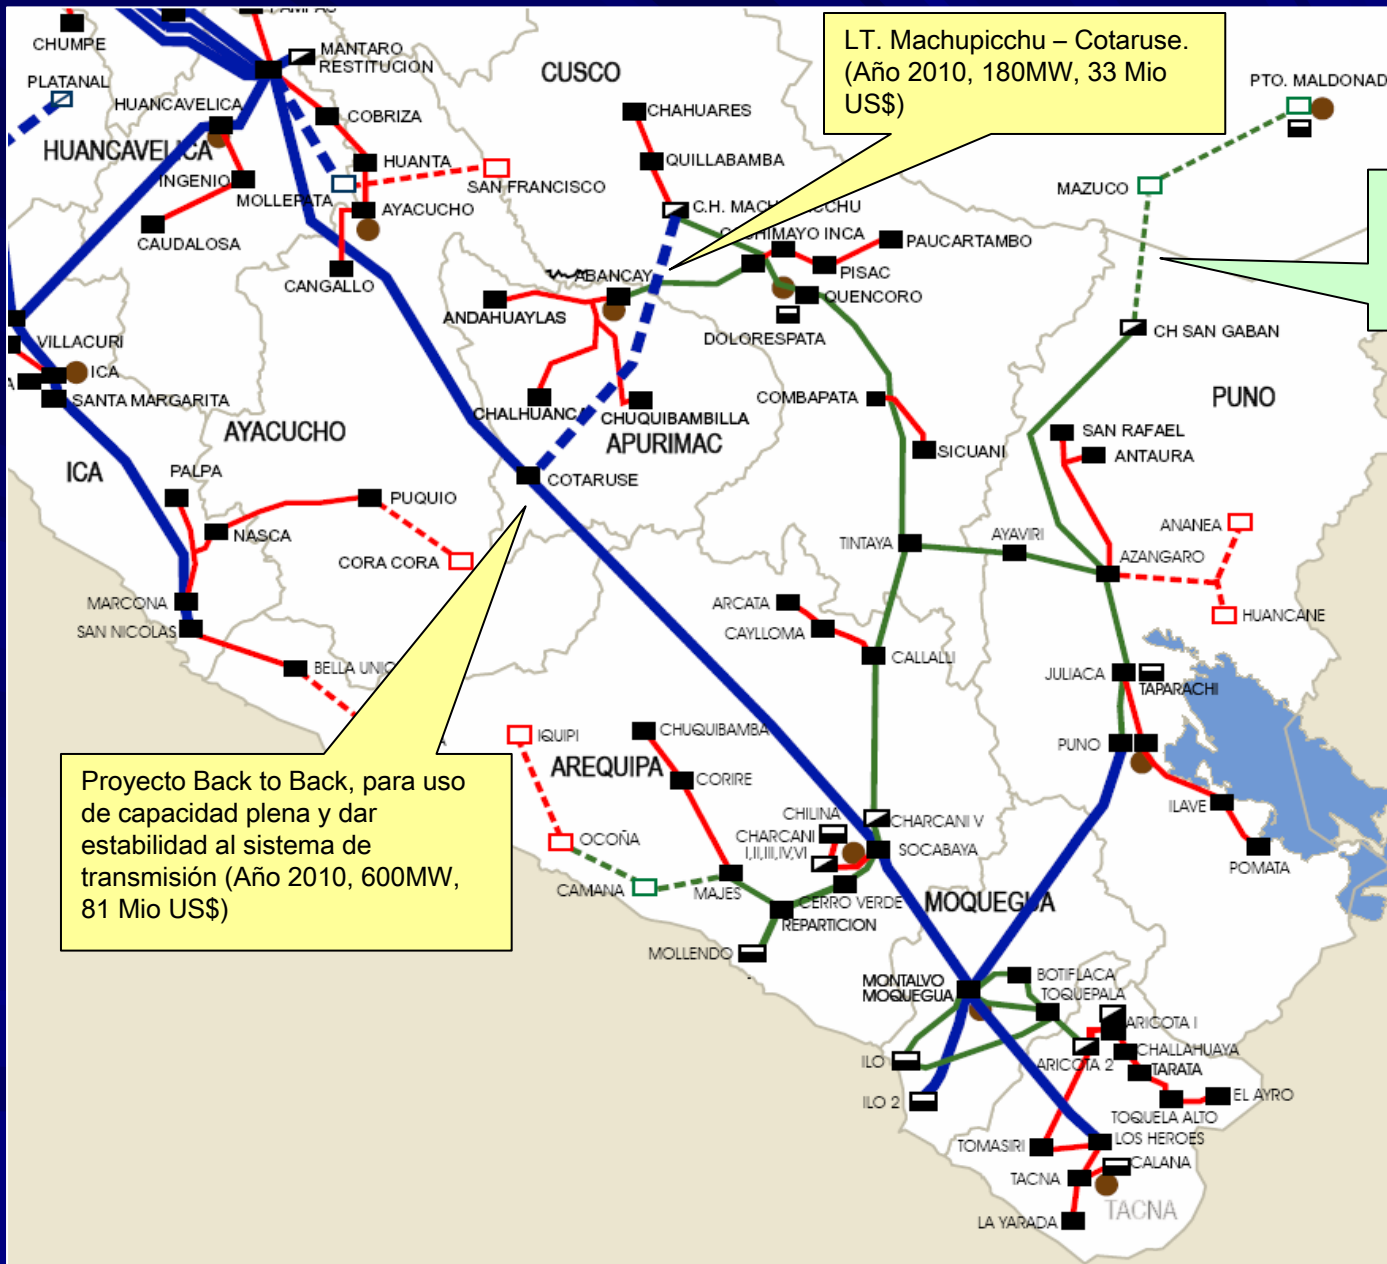 PAMPAS
CHUMPE
MANTARO
RESTITUCION
CUSCO
LT. Machupicchu – Cotaruse.
(Año 2010, 180MW, 33 Mio
US$)
PTO. MALDONAD
PLATANAL
HUANCAVELICA
COBRIZA
CHAHUARES
HUANCAVELICA
HUANTA
QUILLABAMBA
INGENIO
MOLLEPATA
SAN FRANCISCO
MAZUCO
AYACUCHO
C.H. MACHUPICCHU
CAUDALOSA
CACHIMAYO INCA
PAUCARTAMBO
PISAC
CANGALLO
ABANCAY
QUENCORO
ANDAHUAYLAS
DOLORESPATA
CH SAN GABAN
VILLACURI
ICA
SANTA MARGARITA
CHALHUANCA
CHUQUIBAMBILLA
COMBAPATA
PUNO
AYACUCHO
APURIMAC
SAN RAFAEL
ANTAURA
SICUANI
ICA
PALPA
COTARUSE
PUQUIO
NASCA
ANANEA
TINTAYA
AYAVIRI
AZANGARO
CORA CORA
MARCONA
ARCATA
HUANCANE
SAN NICOLAS
CAYLLOMA
CALLALLI
BELLA UNIO
JULIACA
TAPARACHI
IQUIPI
CHUQUIBAMBA
PUNO
AREQUIPA
CORIRE
ILAVE
Proyecto Back to Back, para uso
de capacidad plena y dar
estabilidad al sistema de
transmisión (Año 2010, 600MW,
81 Mio US$)
CHILINA
CHARCANI V
CHARCANI
I,II,III,IV,VI
OCOÑA
SOCABAYA
POMATA
CAMANA
MAJES
CERRO VERDE
MOQUEGUA
REPARTICION
MOLLENDO
BOTIFLACA
MONTALVO
MOQUEGUA
TOQUEPALA
ARICOTA I
CHALLAHUAYA
ILO
ARICOTA 2
TARATA
EL AYRO
ILO 2
TOQUELA ALTO
LOS HEROES
TOMASIRI
CALANA
TACNA
TACNA
LA YARADA